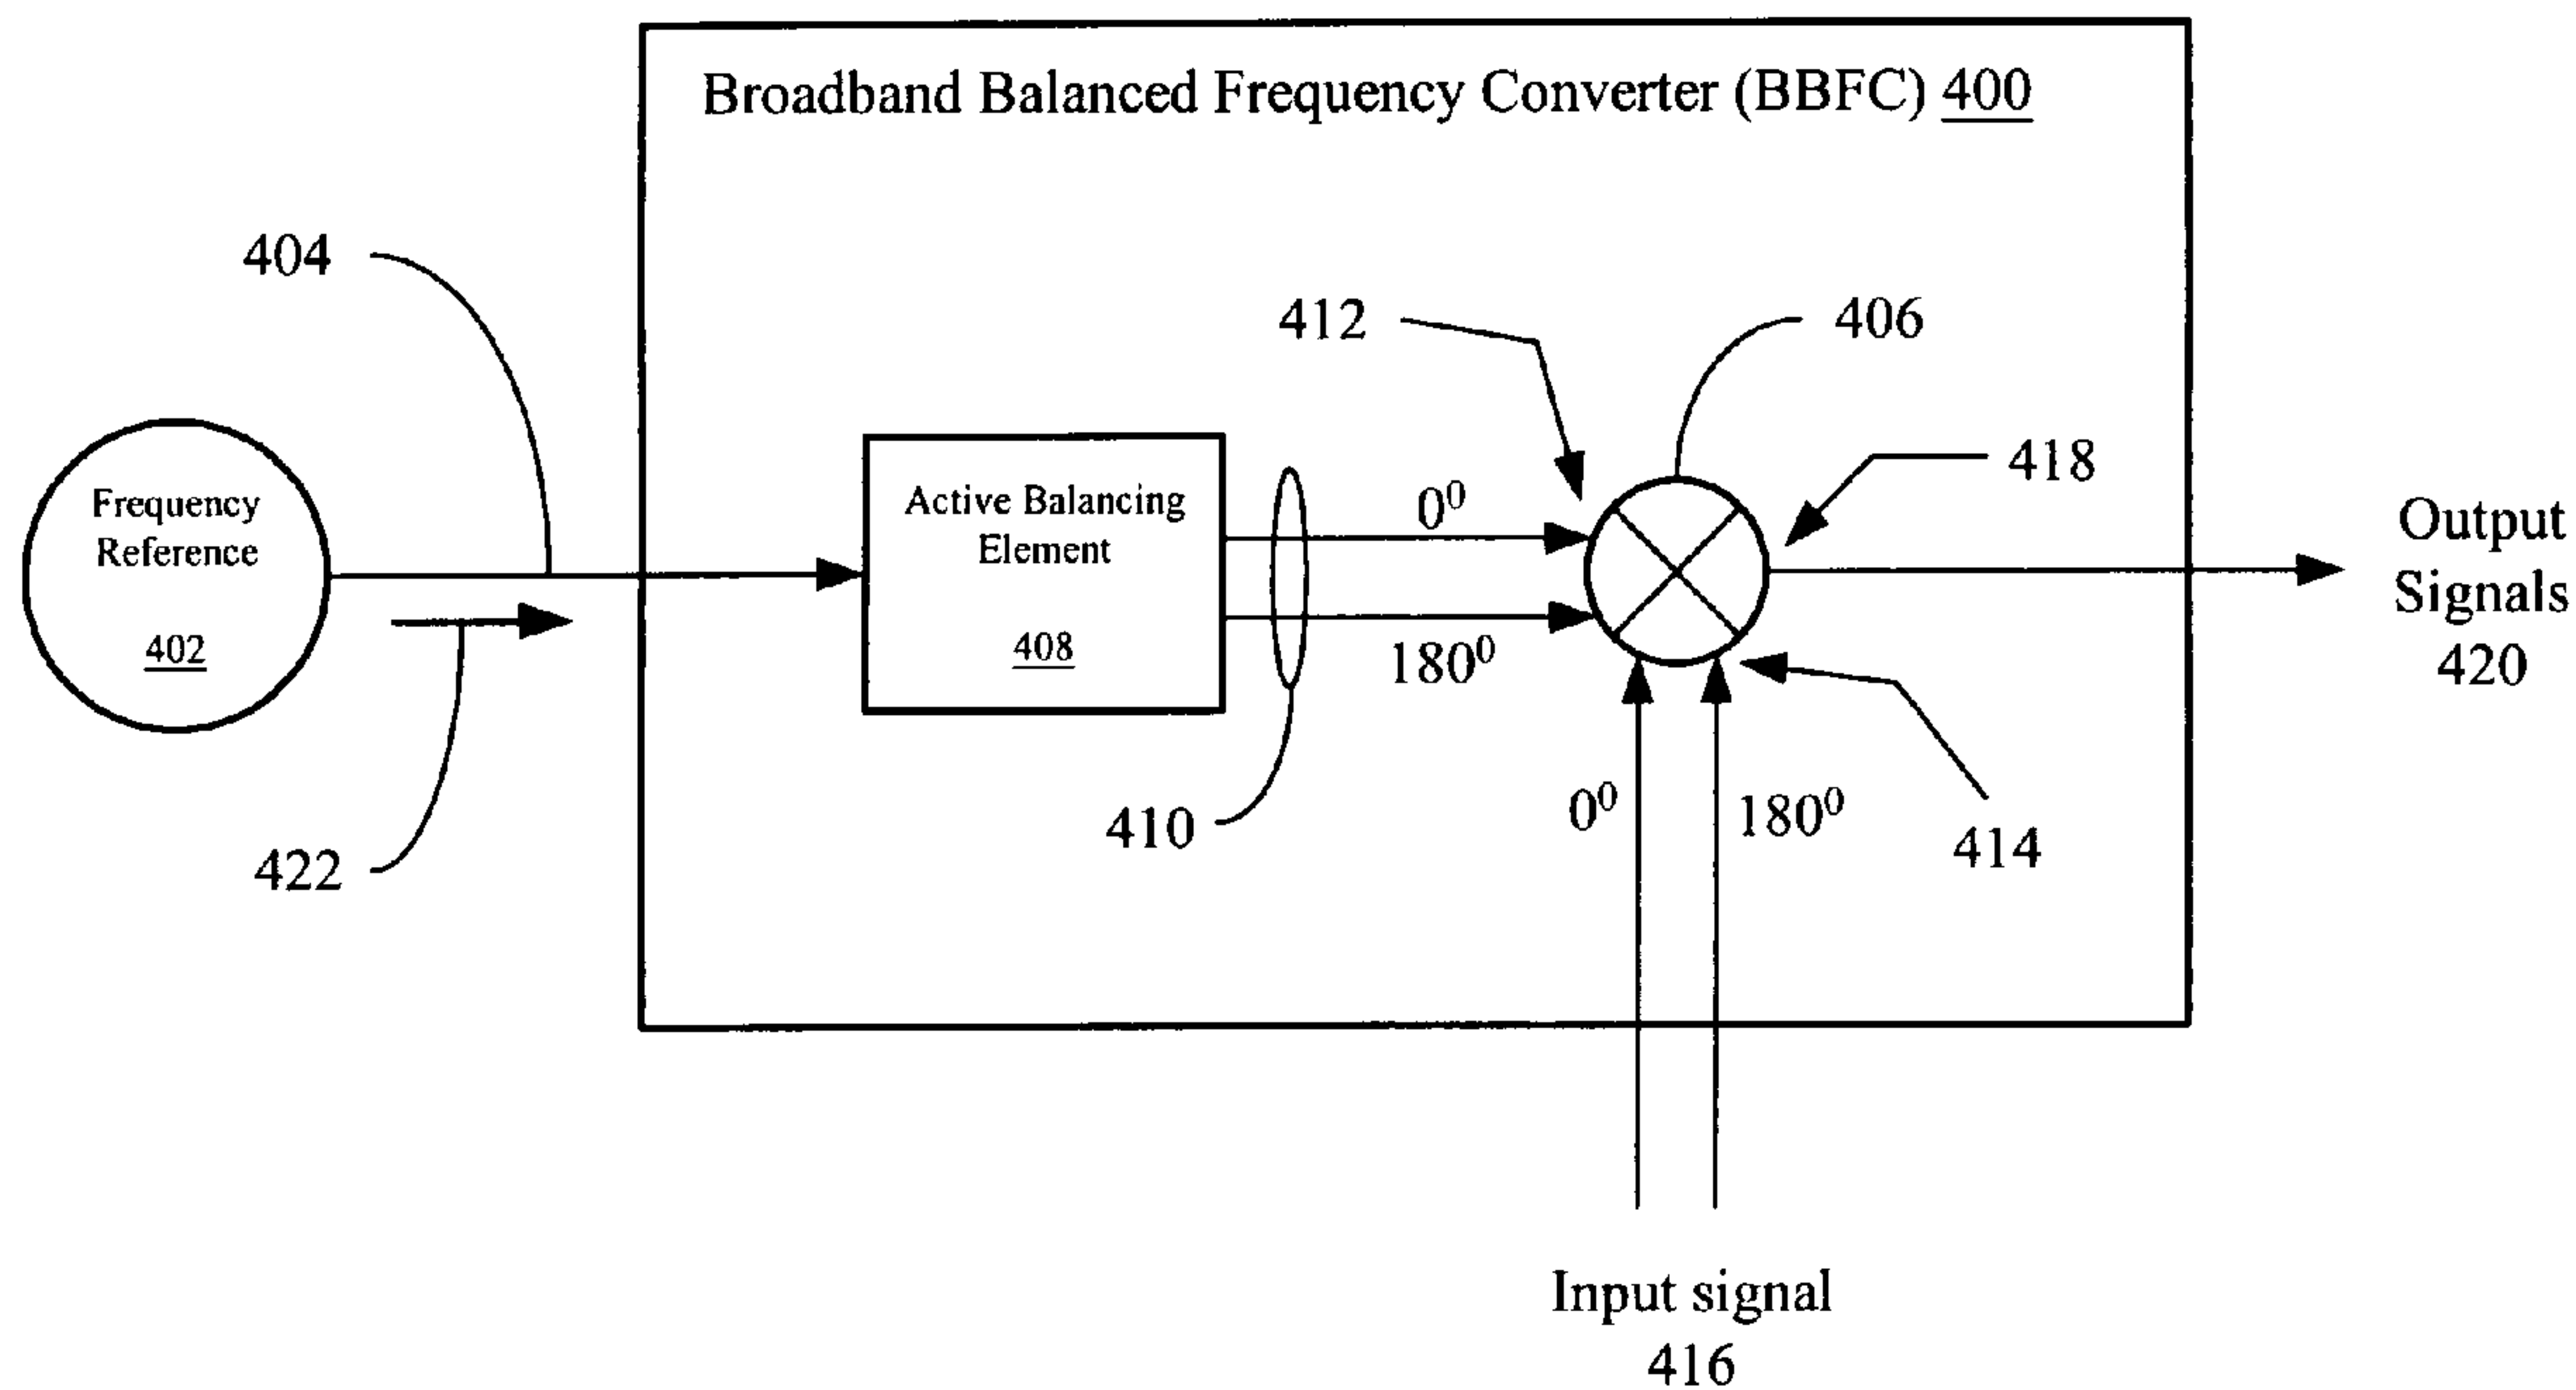 Broadband Balanced Frequency Converter (BBFC) 400
404
412
406
418
Frequency
Reference
402
Active Balancing
Element
408
0⁰
180⁰
Output
Signals
420
422
410
0⁰
180⁰
414
Input signal
416